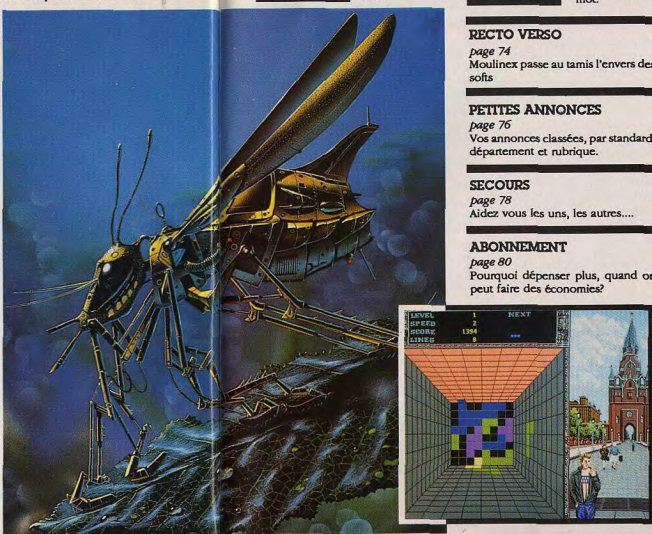 mot.
RECTO VERSO
page 74
Moulinex passe au tamis l'envers des
softs
PETITES ANNONCES
page 76
Vos annonces classées, par standard
département et rubrique.
SECOURS
page 78
Aidez vous les uns, les autres....
ABONNEMENT
page 80
Pourquoi dépenser plus, quand on
peut faire des économies?
LEVEL 1 NEXT
SPEED 2
SCORE 1394
LINES 8